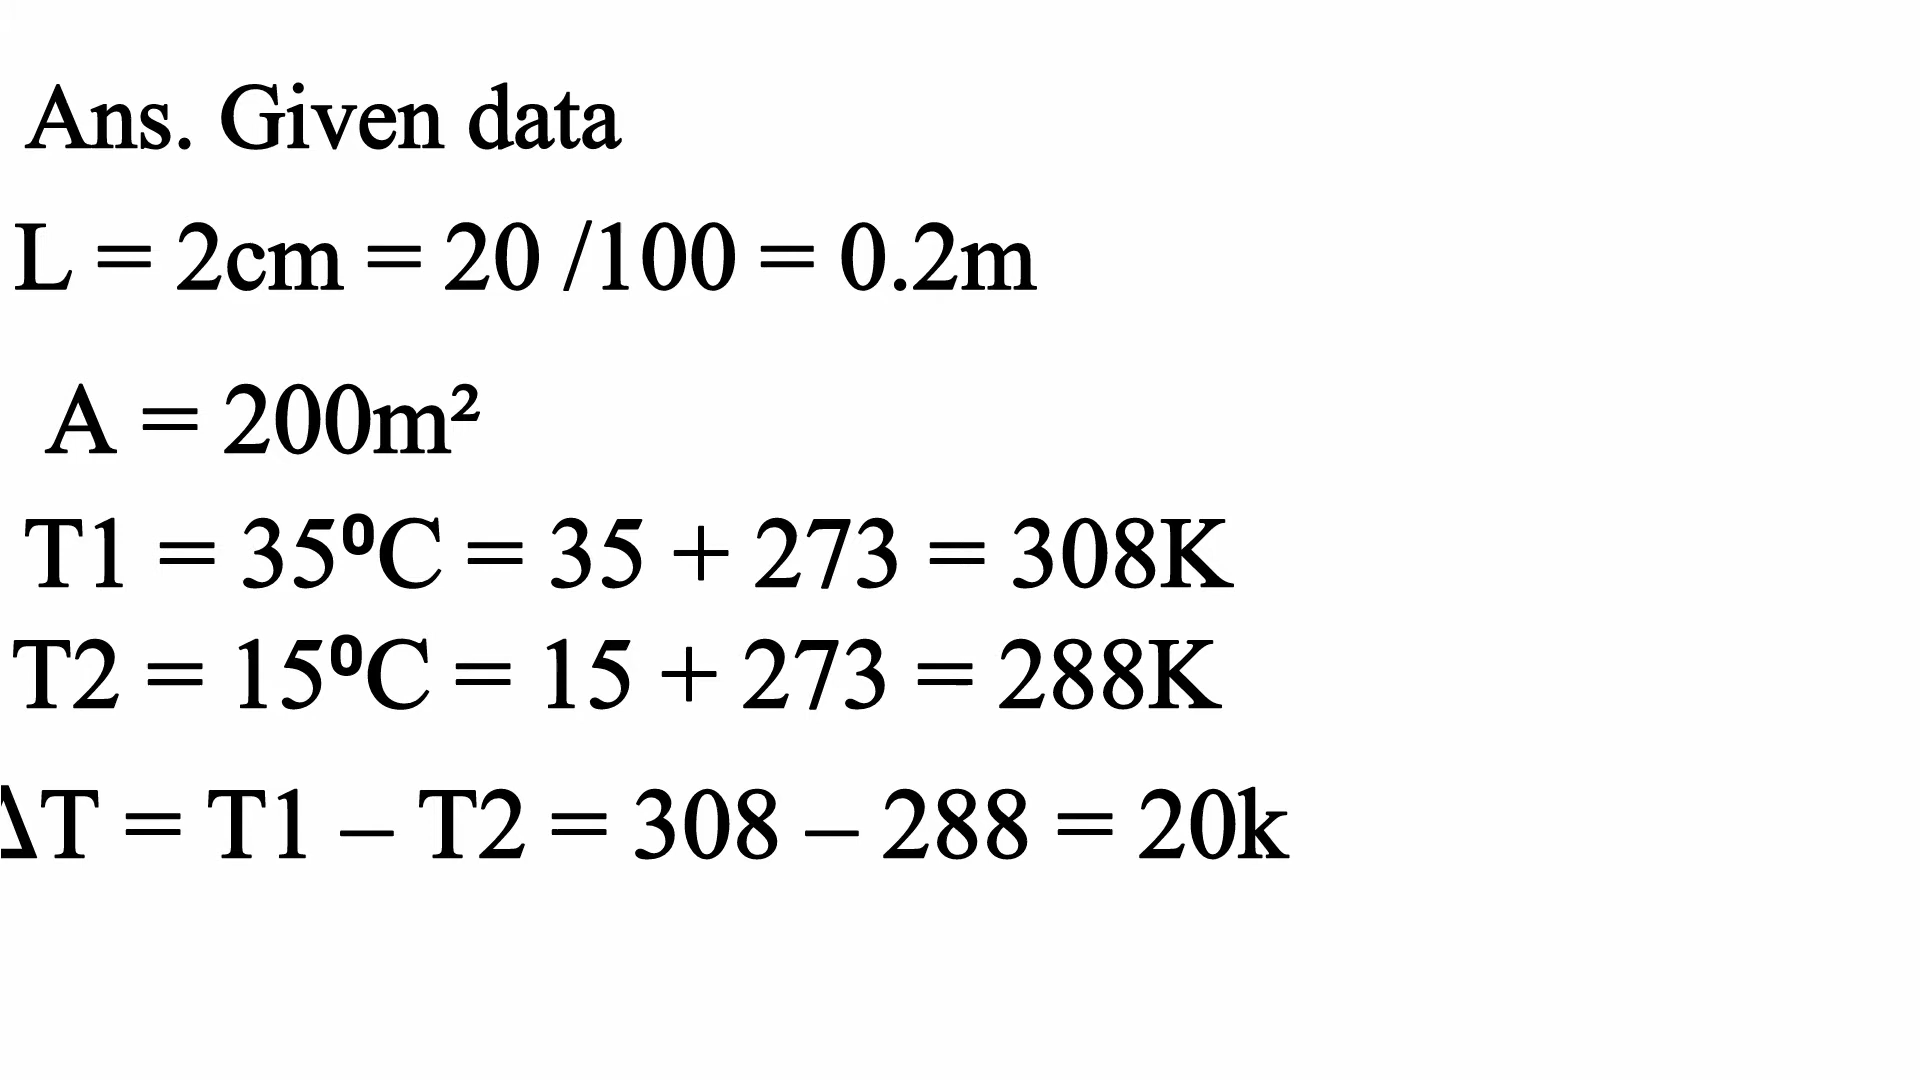 Ans. Given data
L = 2cm = 20 /100 = 0.2m
A = 200m²
T1 = 35⁰C = 35 + 273 = 308K
T2 = 15⁰C = 15 + 273 = 288K
ΔT = T1 – T2 = 308 – 288 = 20k